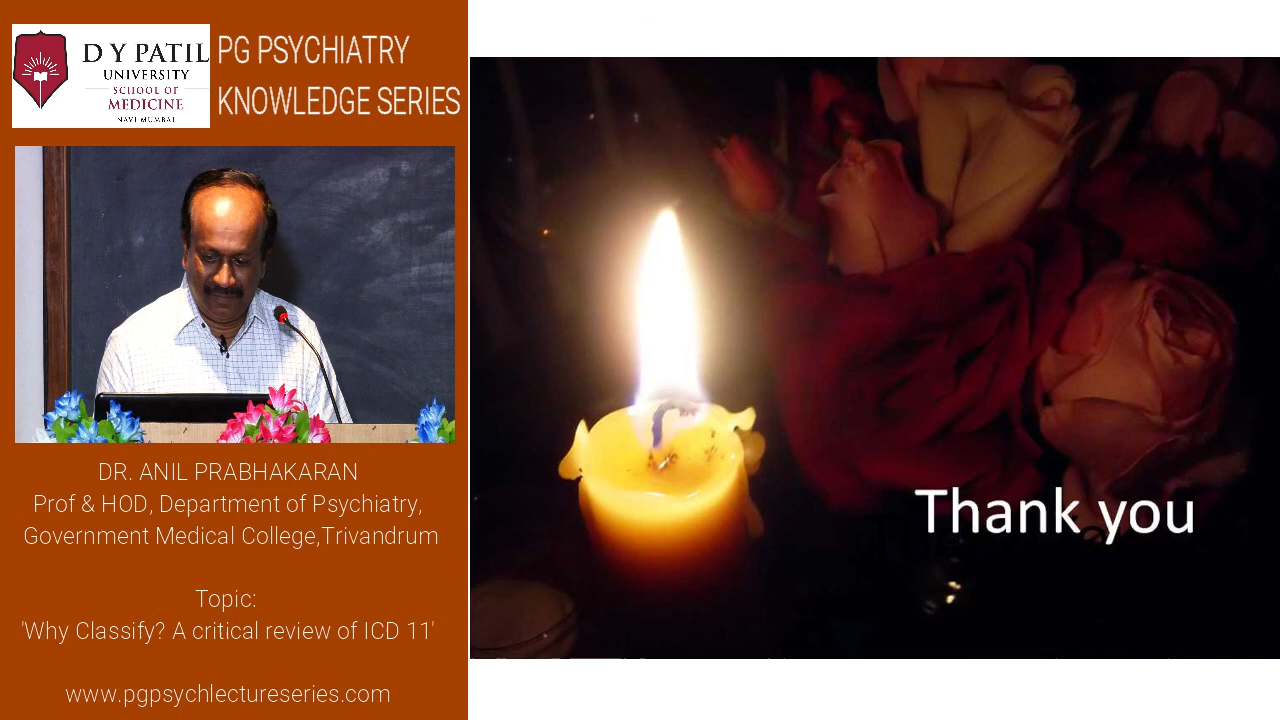 D Y PATIL
UNIVERSITY
SCHOOL OF
MEDICINE
NAVI MUMBAI
PG PSYCHIATRY
KNOWLEDGE SERIES
DR. ANIL PRABHAKARAN
Prof & HOD, Department of Psychiatry,
Government Medical College,Trivandrum
Topic:
'Why Classify? A critical review of ICD 11'
www.pgpsychlectureseries.com
Thank you